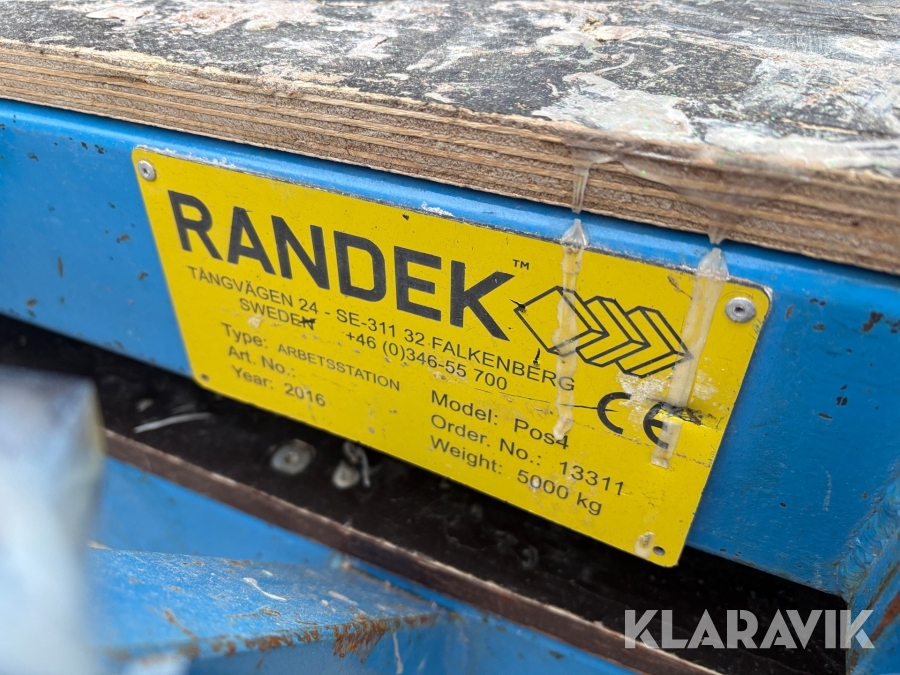 RANDEK™
TÅNGVÄGEN 24 - SE-311 32 FALKENBERG
SWEDEN +46 (0)346-55 700
Type: ARBETSSTATION
Art. No.:
Year: 2016
Model: Pos4
Order. No.: 13311
Weight: 5000 kg
CE
KLARAVIK